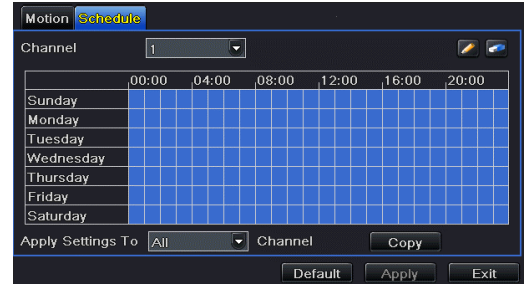 Motion Schedule
Channel 1
00:00 04:00 08:00 12:00 16:00 20:00
Sunday
Monday
Tuesday
Wednesday
Thursday
Friday
Saturday
Apply Settings To All Channel Copy
Default Apply Exit